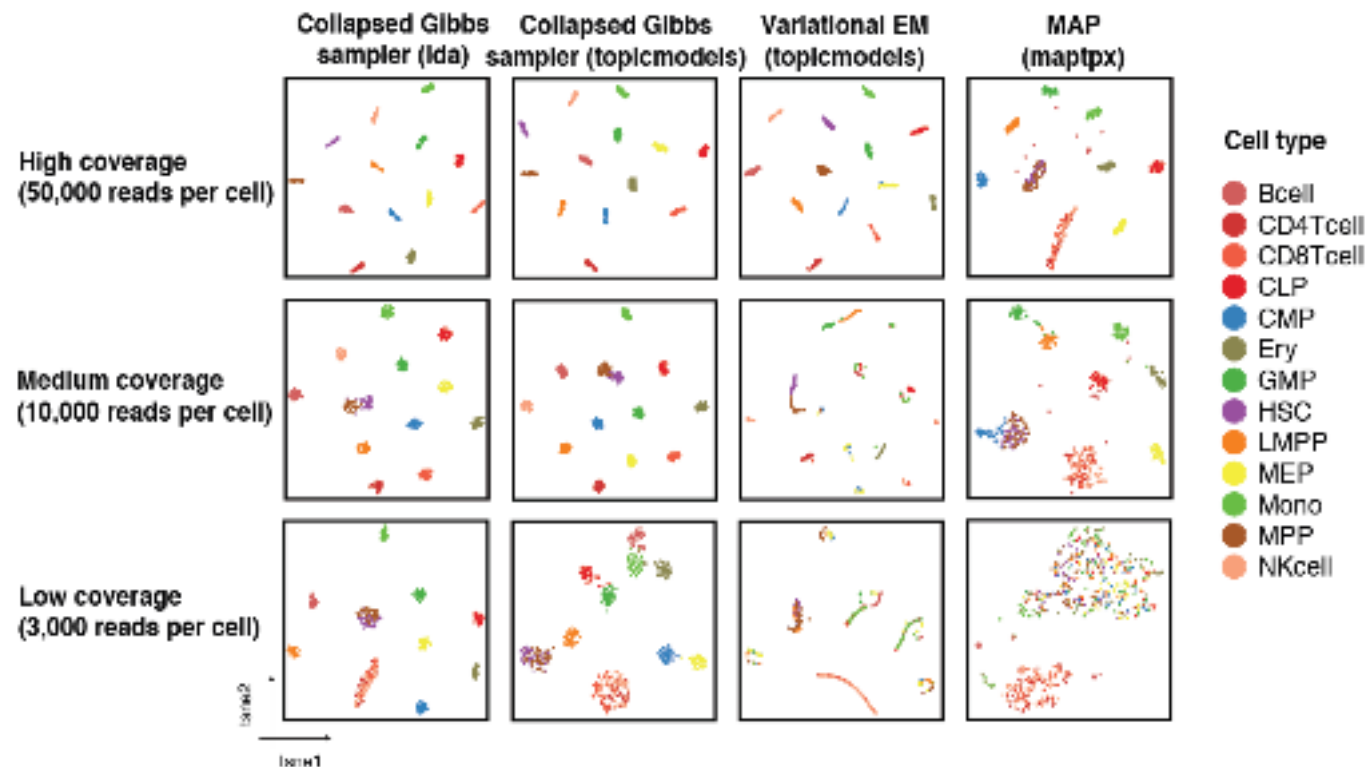 Collapsed Gibbs
sampler (lda)
Collapsed Gibbs
sampler (topicmodels)
Variational EM
(topicmodels)
MAP
(maptpx)
High coverage
(50,000 reads per cell)
Medium coverage
(10,000 reads per cell)
Low coverage
(3,000 reads per cell)
Cell type
Bcell
CD4Tcell
CD8Tcell
CLP
CMP
Ery
GMP
HSC
LMPP
MEP
Mono
MPP
NKcell
tsne2
tsne1